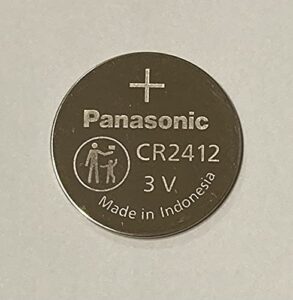 +
Panasonic
CR2412
3 V
Made in Indonesia